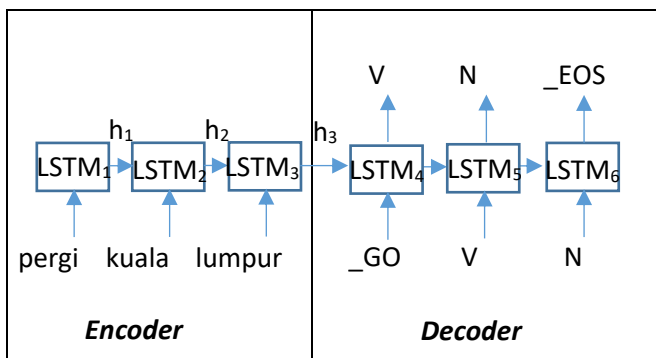 V N _EOS
h₁ h₂ h₃
LSTM₁ LSTM₂ LSTM₃ LSTM₄ LSTM₅ LSTM₆
pergi kuala lumpur _GO V N
Encoder Decoder